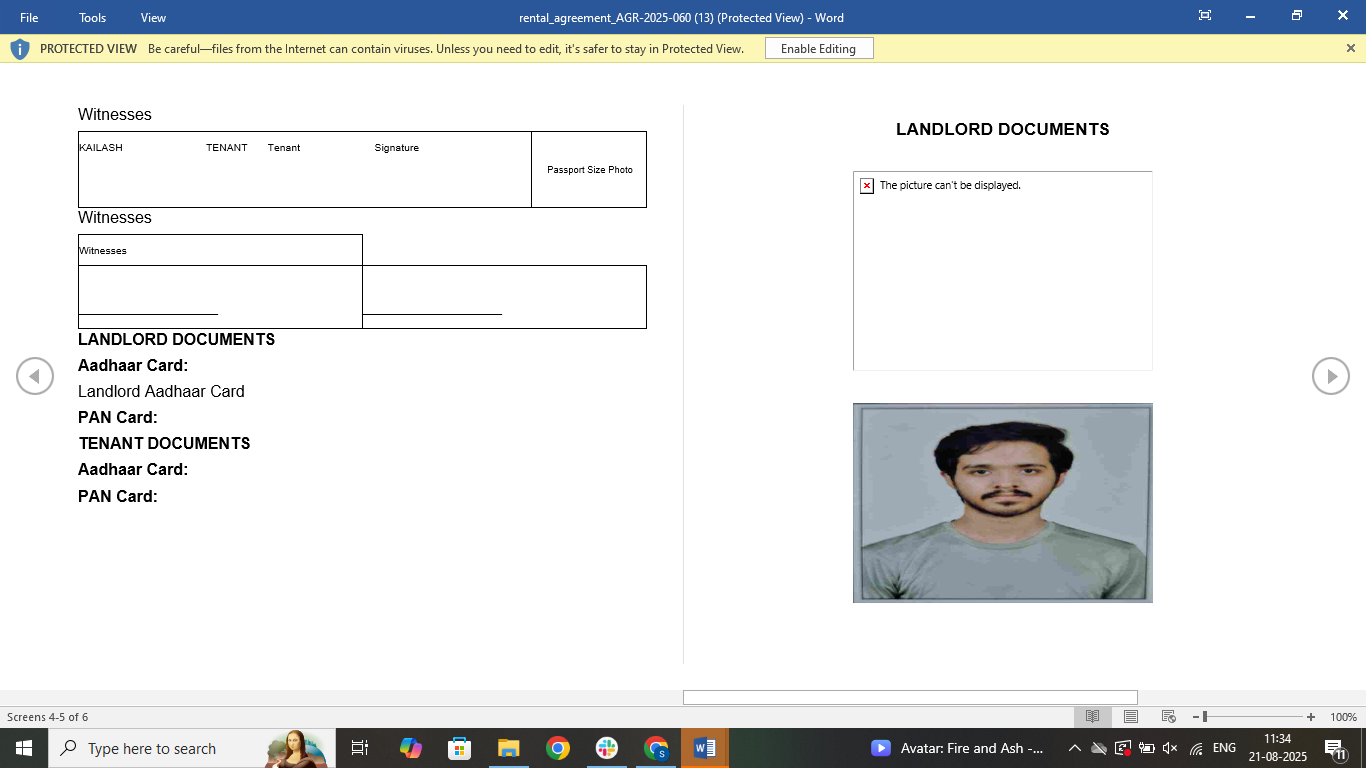 File Tools View rental_agreement_AGR-2025-060 (13) (Protected View) - Word
PROTECTED VIEW Be careful—files from the Internet can contain viruses. Unless you need to edit, it's safer to stay in Protected View. Enable Editing
Witnesses
KAILASH TENANT Tenant Signature
Passport Size Photo
Witnesses
Witnesses
LANDLORD DOCUMENTS
Aadhaar Card:
Landlord Aadhaar Card
PAN Card:
TENANT DOCUMENTS
Aadhaar Card:
PAN Card:
LANDLORD DOCUMENTS
The picture can't be displayed.
Screens 4-5 of 6
100%
Type here to search
Avatar: Fire and Ash -...
ENG
11:34
21-08-2025
11